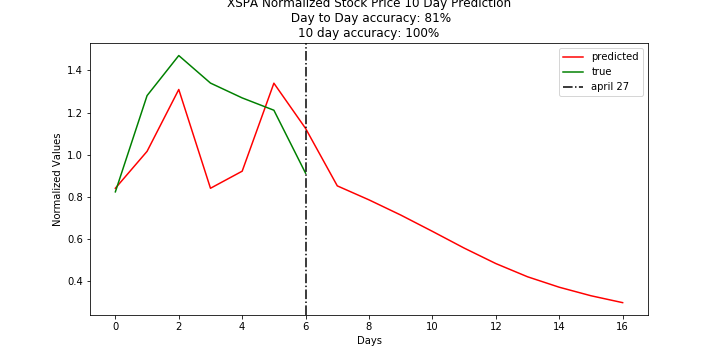 XSPA Normalized Stock Price 10 Day Prediction
Day to Day accuracy: 81%
10 day accuracy: 100%
predicted
true
april 27
Normalized Values
1.4
1.2
1.0
0.8
0.6
0.4
0 2 4 6 8 10 12 14 16
Days